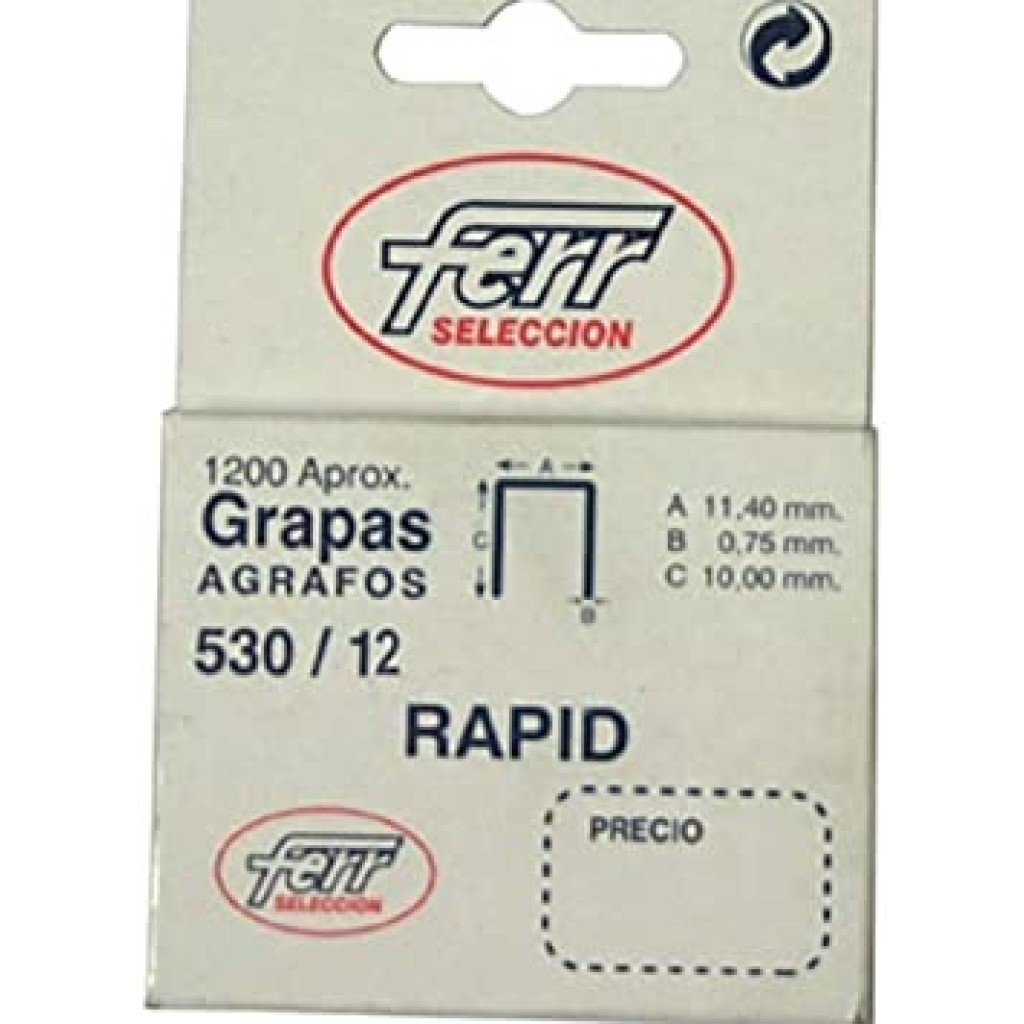 ferr
SELECCION
1200 Aprox.
Grapas
AGRAFOS
530 / 12
A
C
B
A 11,40 mm.
B 0,75 mm.
C 10,00 mm.
RAPID
PRECIO
ferr
SELECCION